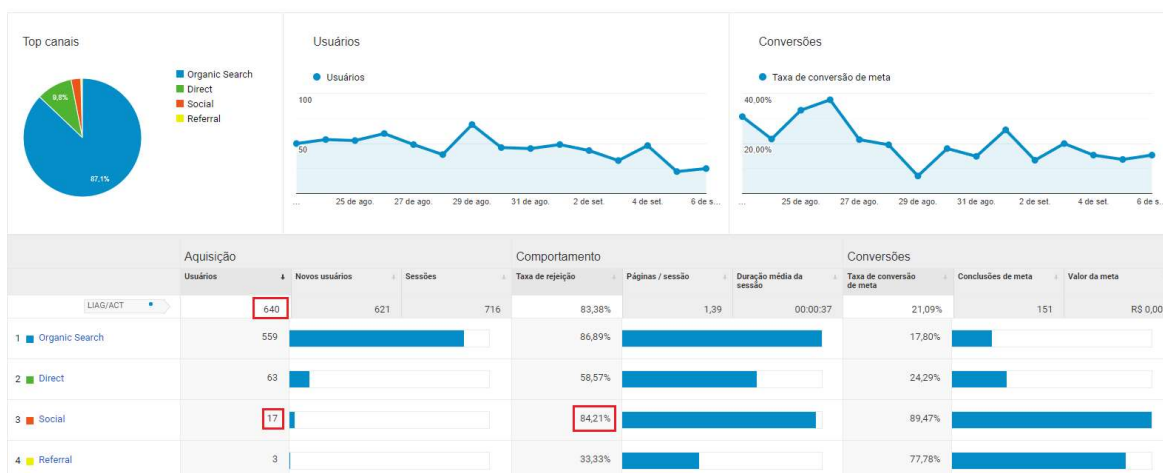 Top canais
Organic Search
Direct
Social
Referral
9,8%
87,1%
Usuários
Usuários
100
50
... 25 de ago. 27 de ago. 29 de ago. 31 de ago. 2 de set. 4 de set. 6 de s...
Conversões
Taxa de conversão de meta
40,00%
20,00%
... 25 de ago. 27 de ago. 29 de ago. 31 de ago. 2 de set. 4 de set. 6 de s...
Aquisição Comportamento Conversões
Usuários Novos usuários Sessões Taxa de rejeição Páginas / sessão Duração média da sessão Taxa de conversão de meta Conclusões de meta Valor da meta
LIAG/ACT 640 621 716 83,38% 1,39 00:00:37 21,09% 151 R$ 0,00
1 Organic Search 559 86,89% 17,80%
2 Direct 63 58,57% 24,29%
3 Social 17 84,21% 89,47%
4 Referral 3 33,33% 77,78%